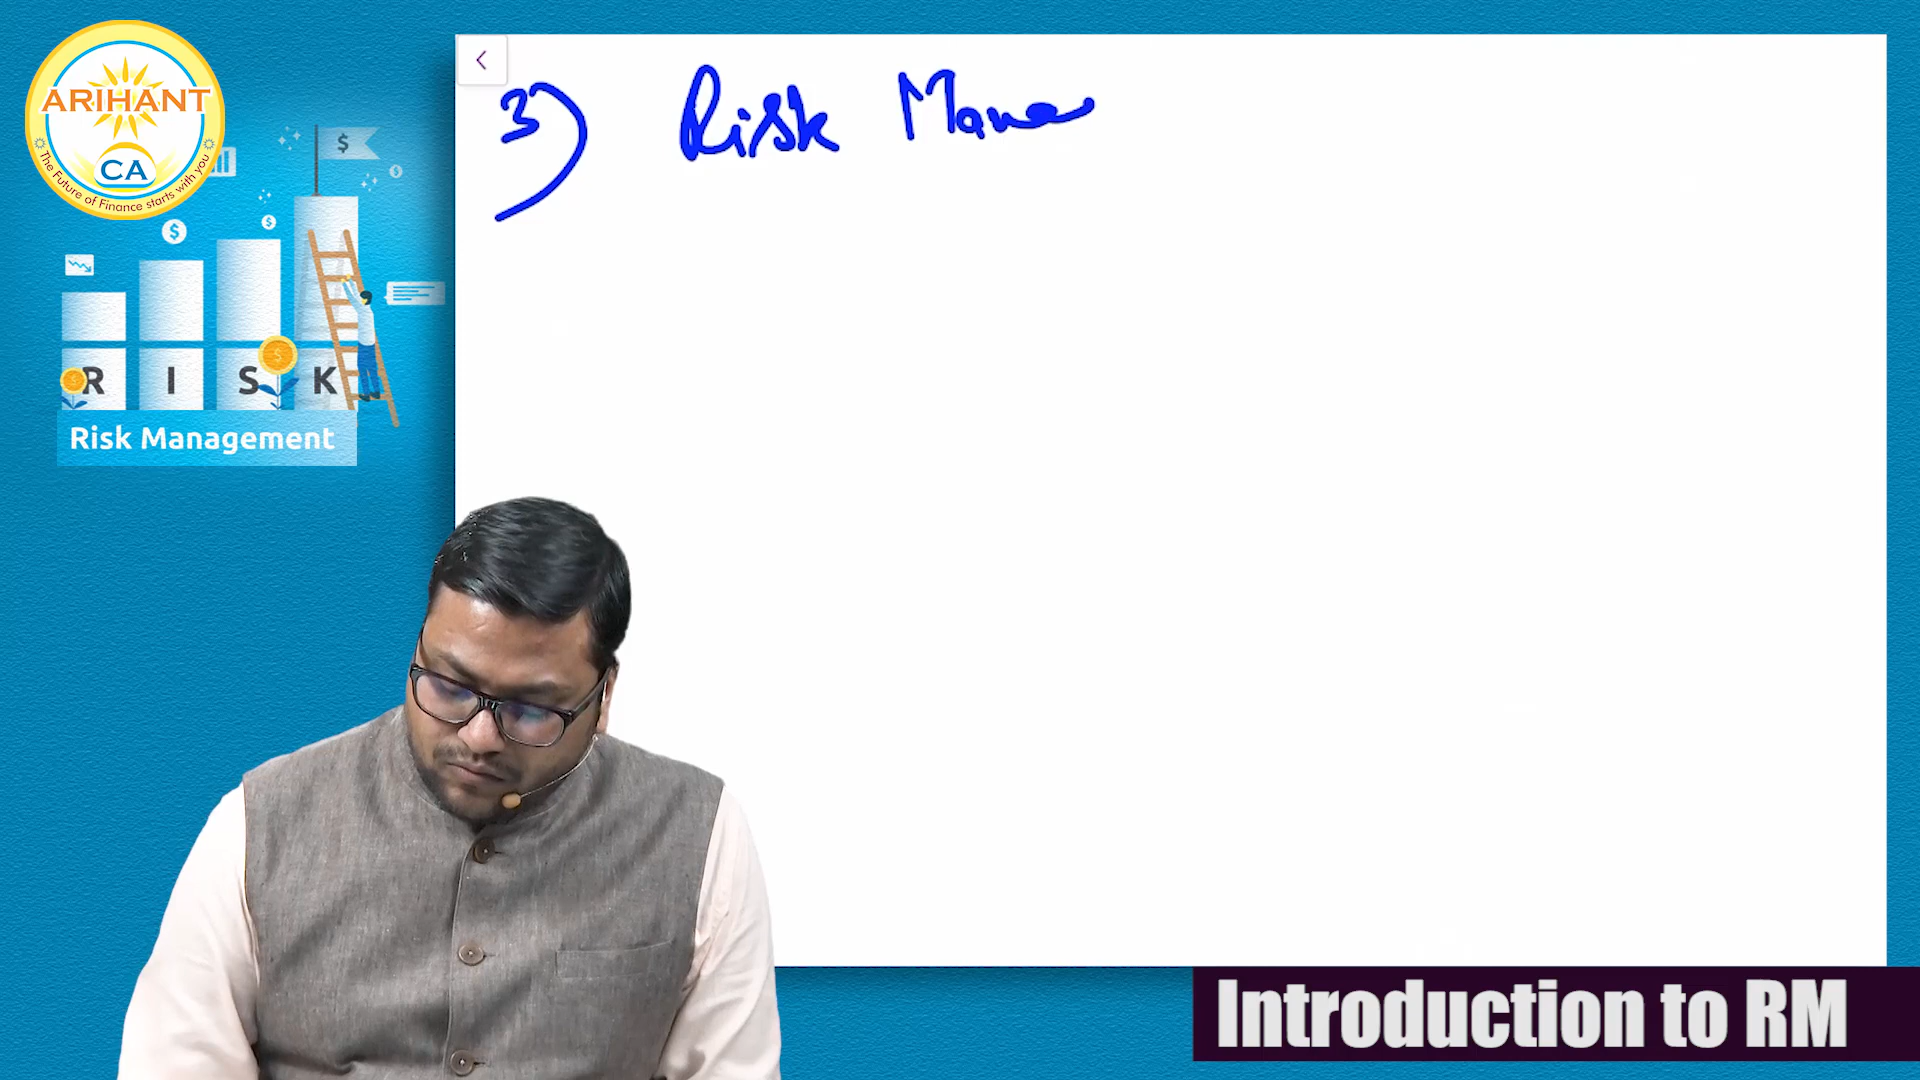 ARIHANT
CA
The Future of Finance starts with you
$
$
$
$
$
R I S K
Risk Management
3) Risk Mana
Introduction to RM